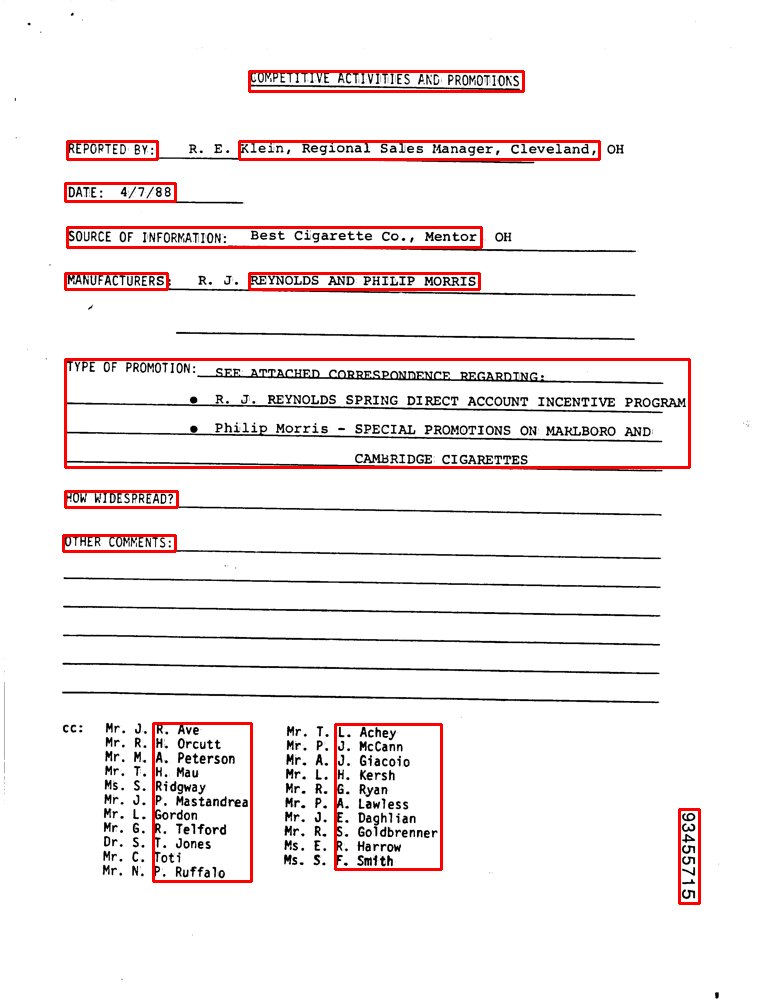 COMPETITIVE ACTIVITIES AND PROMOTIONS
REPORTED BY: R. E. Klein, Regional Sales Manager, Cleveland, OH
DATE: 4/7/88
SOURCE OF INFORMATION: Best Cigarette Co., Mentor OH
MANUFACTURERS: R. J. REYNOLDS AND PHILIP MORRIS
TYPE OF PROMOTION: SEE ATTACHED CORRESPONDENCE REGARDING:
● R. J. REYNOLDS SPRING DIRECT ACCOUNT INCENTIVE PROGRAM
● Philip Morris - SPECIAL PROMOTIONS ON MARLBORO AND
CAMBRIDGE CIGARETTES
HOW WIDESPREAD?
OTHER COMMENTS:
cc: Mr. J. R. Ave
Mr. R. H. Orcutt
Mr. M. A. Peterson
Mr. T. H. Mau
Ms. S. Ridgway
Mr. J. P. Mastandrea
Mr. L. Gordon
Mr. G. R. Telford
Dr. S. T. Jones
Mr. C. Toti
Mr. N. P. Ruffalo
Mr. T. L. Achey
Mr. P. J. McCann
Mr. A. J. Giacoio
Mr. L. H. Kersh
Mr. R. G. Ryan
Mr. P. A. Lawless
Mr. J. E. Daghlian
Mr. R. S. Goldbrenner
Ms. E. R. Harrow
Ms. S. F. Smith
93455715